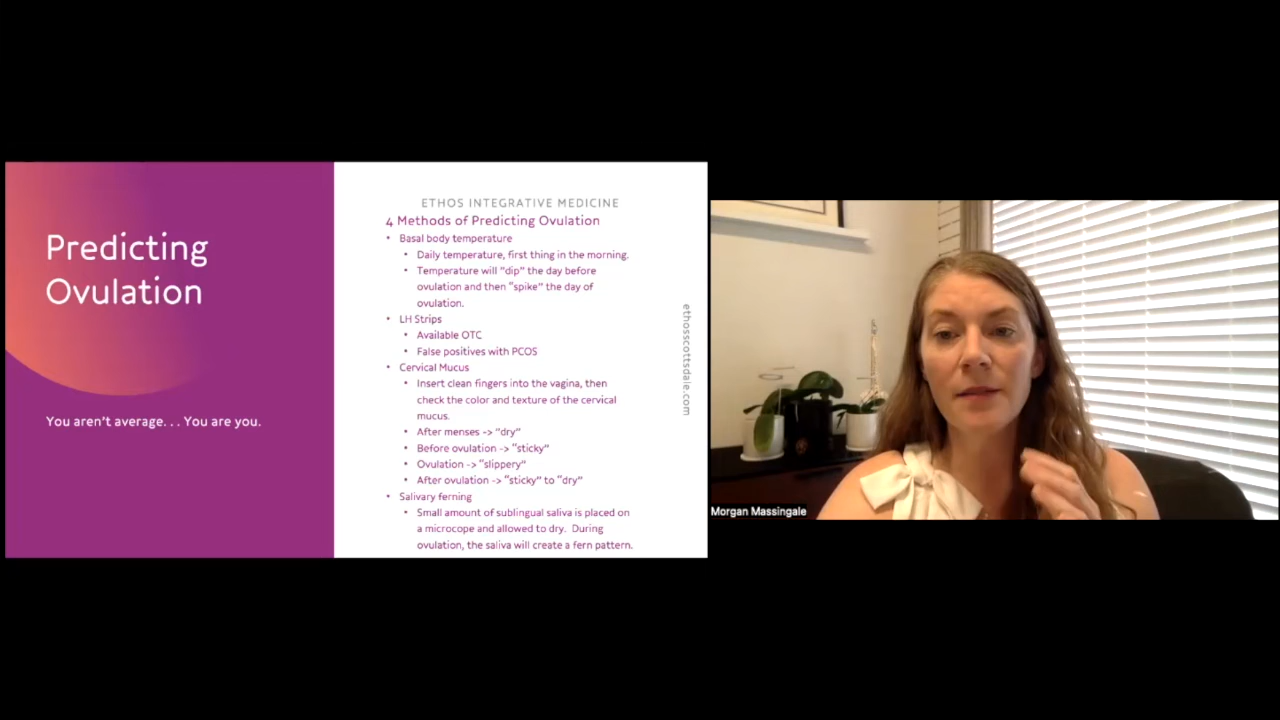 Predicting
Ovulation
You aren't average. . . You are you.
ETHOS INTEGRATIVE MEDICINE
4 Methods of Predicting Ovulation
• Basal body temperature
• Daily temperature, first thing in the morning.
• Temperature will "dip" the day before
ovulation and then "spike" the day of
ovulation.
• LH Strips
• Available OTC
• False positives with PCOS
• Cervical Mucus
• Insert clean fingers into the vagina, then
check the color and texture of the cervical
mucus.
• After menses -> "dry"
• Before ovulation -> "sticky"
• Ovulation -> "slippery"
• After ovulation -> "sticky" to "dry"
• Salivary ferning
• Small amount of sublingual saliva is placed on
a microcope and allowed to dry. During
ovulation, the saliva will create a fern pattern.
ethosscottsdale.com
Morgan Massingale